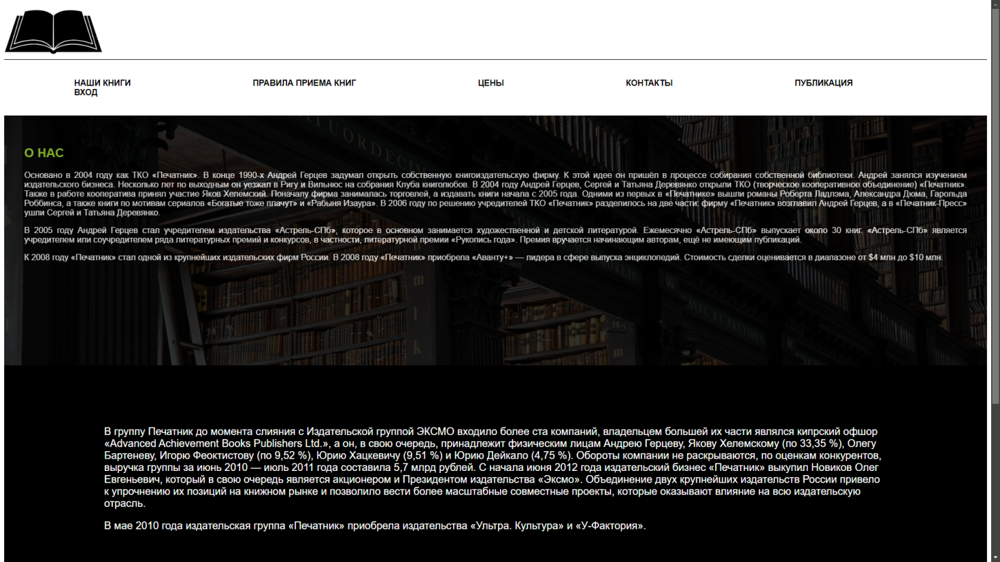 НАШИ КНИГИ
ПРАВИЛА ПРИЕМА КНИГ
ЦЕНЫ
КОНТАКТЫ
ПУБЛИКАЦИЯ
ВХОД
О НАС
Основано в 2004 году как ТКО «Печатник». В конце 1990-х Андрей Герцев задумал открыть собственную книгоиздательскую фирму. К этой идее он пришёл в процессе собирания собственной библиотеки. Андрей занялся изучением
издательского бизнеса. Несколько лет по выходным он уезжал в Ригу и Вильнюс на собрания Клуба книголюбов. В 2004 году Андрей Герцев, Сергей и Татьяна Деревянко открыли ТКО (творческое кооперативное объединение) «Печатник».
Также в работе кооператива принял участие Яков Хелемский. Поначалу фирма занималась торговлей, а издавать книги начала с 2005 года. Одними из первых в «Печатнике» вышли романы Роберта Ладлэма, Александра Дюма, Гарольда
Роббинса, а также книги по мотивам сериалов «Богатые тоже плачут» и «Рабыня Изаура». В 2006 году по решению учредителей ТКО «Печатник» разделилось на две части: фирму «Печатник» возглавил Андрей Герцев, а в «Печатник-Пресс»
ушли Сергей и Татьяна Деревянко.
В 2005 году Андрей Герцев стал учредителем издательства «Астрель-СПб», которое в основном занимается художественной и детской литературой. Ежемесячно «Астрель-СПб» выпускает около 30 книг. «Астрель-СПб» является
учредителем или соучредителем ряда литературных премий и конкурсов, в частности, литературной премии «Рукопись года». Премия вручается начинающим авторам, ещё не имеющим публикаций.
К 2008 году «Печатник» стал одной из крупнейших издательских фирм России. В 2008 году «Печатник» приобрела «Аванту+» — лидера в сфере выпуска энциклопедий. Стоимость сделки оценивается в диапазоне от $4 млн до $10 млн.
В группу Печатник до момента слияния с Издательской группой ЭКСМО входило более ста компаний, владельцем большей их части являлся кипрский офшор
«Advanced Achievement Books Publishers Ltd.», а он, в свою очередь, принадлежит физическим лицам Андрею Герцеву, Якову Хелемскому (по 33,35 %), Олегу
Бартеневу, Игорю Феоктистову (по 9,52 %), Юрию Хацкевичу (9,51 %) и Юрию Дейкало (4,75 %). Обороты компании не раскрываются, по оценкам конкурентов,
выручка группы за июнь 2010 — июль 2011 года составила 5,7 млрд рублей. С начала июня 2012 года издательский бизнес «Печатник» выкупил Новиков Олег
Евгеньевич, который в свою очередь является акционером и Президентом издательства «Эксмо». Объединение двух крупнейших издательств России привело
к упрочнению их позиций на книжном рынке и позволило вести более масштабные совместные проекты, которые оказывают влияние на всю издательскую
отрасль.
В мае 2010 года издательская группа «Печатник» приобрела издательства «Ультра. Культура» и «У-Фактория».